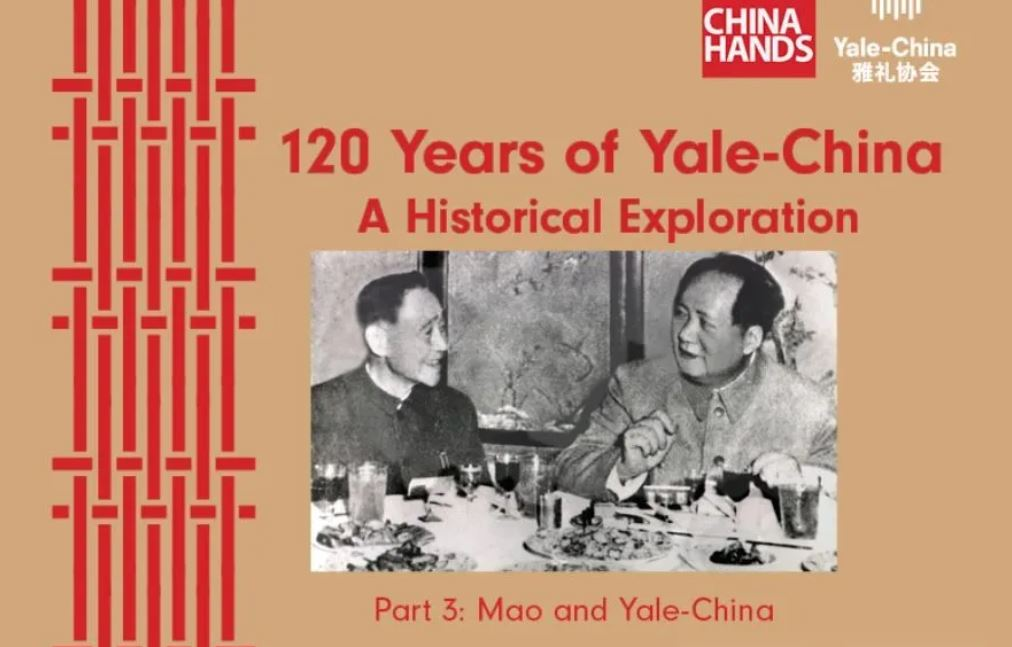 CHINA
HANDS
Yale-China
雅礼协会
120 Years of Yale-China
A Historical Exploration
Part 3: Mao and Yale-China